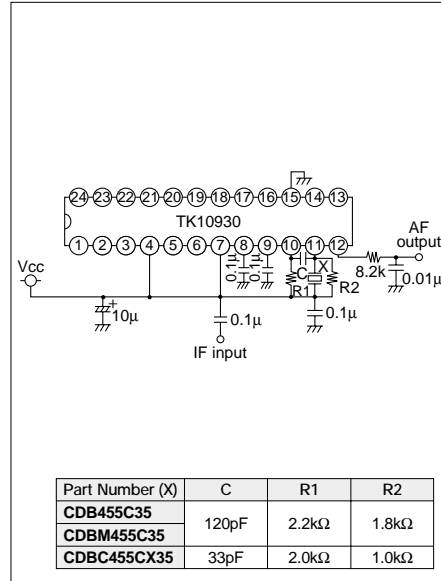 24 23 22 21 20 19 18 17 16 15 14 13
TK10930
1 2 3 4 5 6 7 8 9 10 11 12
AF
output
Vcc
+
10μ
0.1μ
0.1μ
C
X
R1
R2
8.2k
0.01μ
0.1μ
0.1μ
IF input
Part Number (X) C R1 R2
CDB455C35
CDBM455C35
120pF 2.2kΩ 1.8kΩ
CDBC455CX35 33pF 2.0kΩ 1.0kΩ